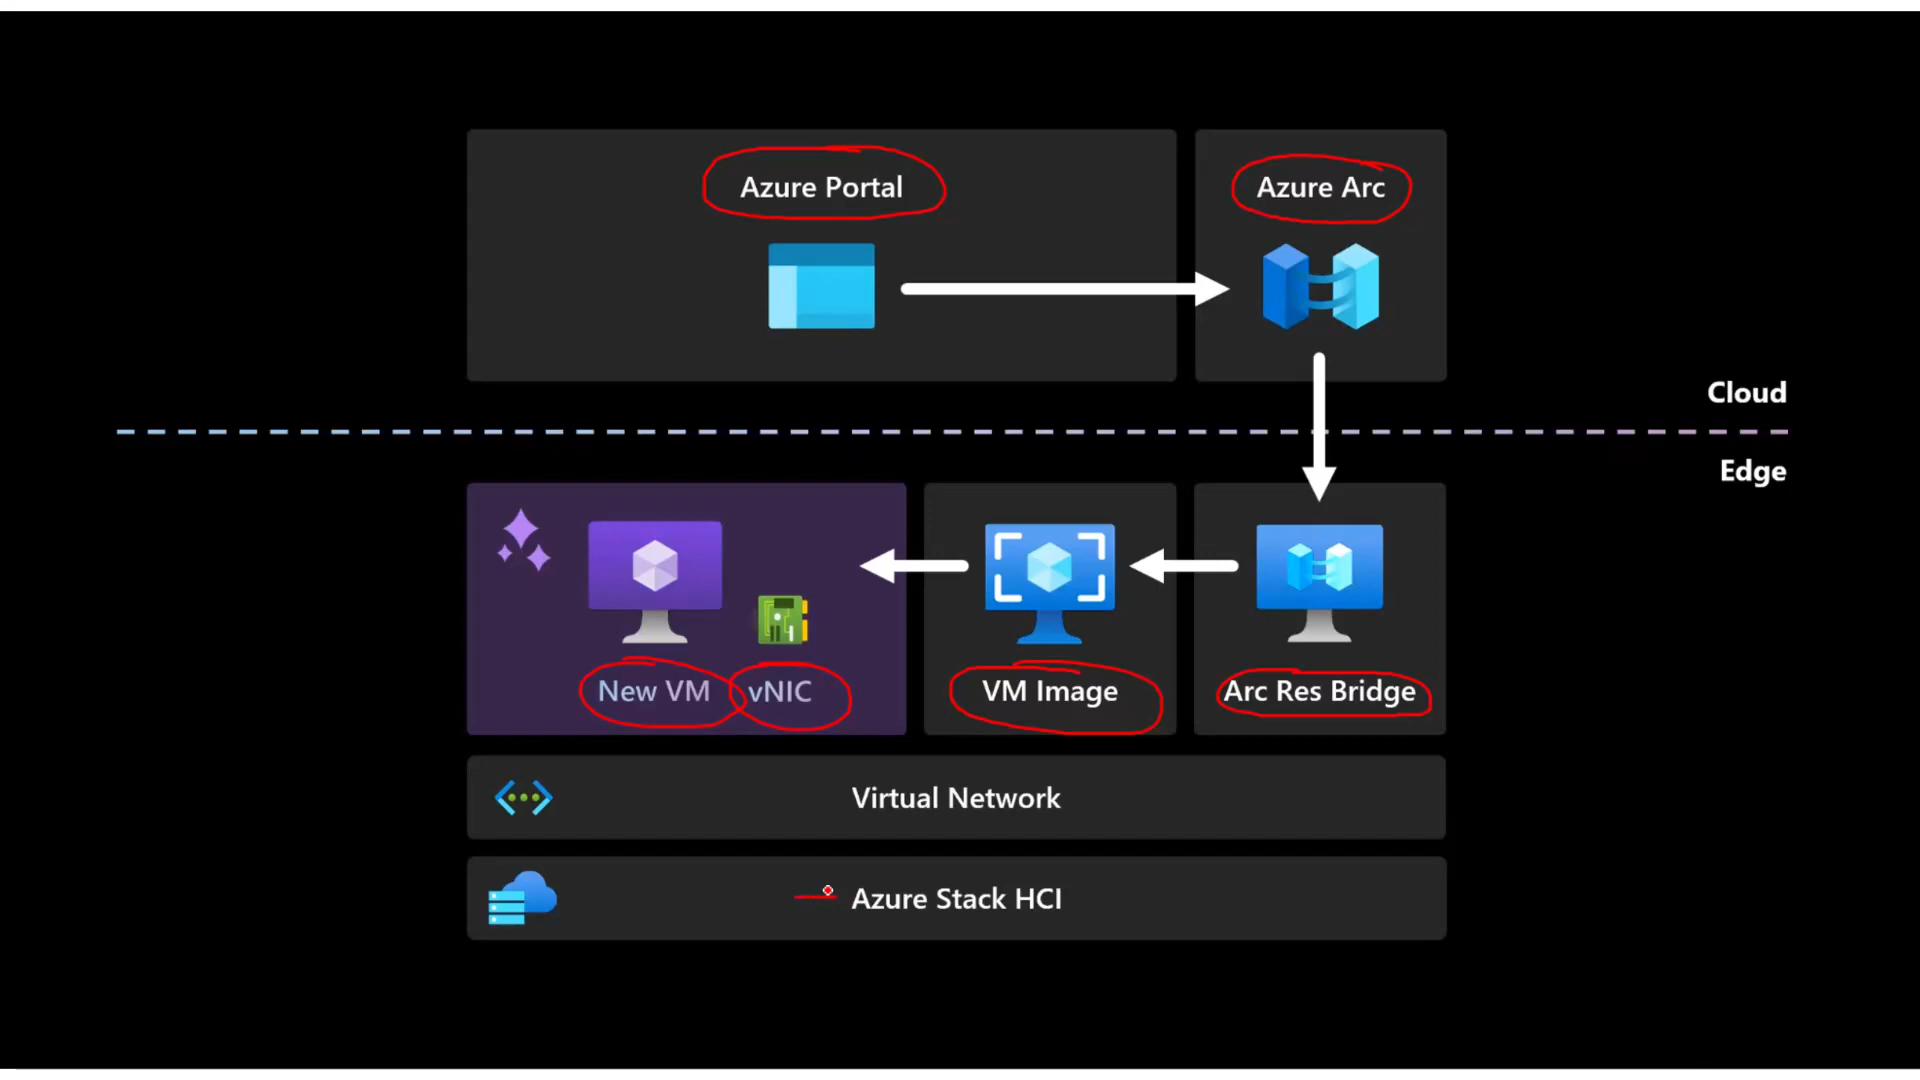 Azure Portal
Azure Arc
Cloud
Edge
New VM
vNIC
VM Image
Arc Res Bridge
Virtual Network
Azure Stack HCI